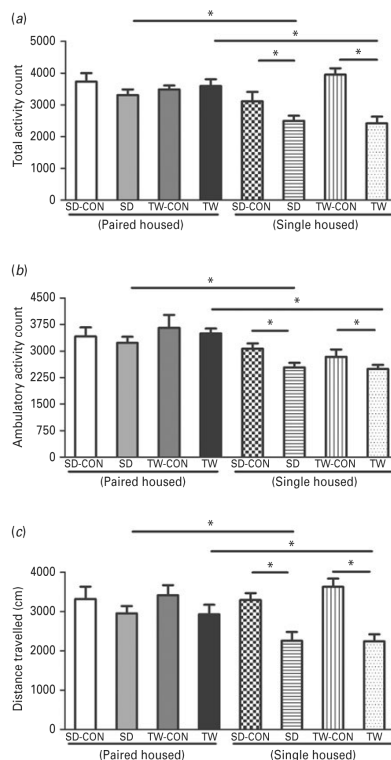 (a)
*
*
* *
5000
4000
3000
2000
1000
0
Total activity count
SD-CON SD TW-CON TW SD-CON SD TW-CON TW
(Paired housed) (Single housed)
(b)
*
*
* *
4500
3750
3000
2250
1500
750
0
Ambulatory activity count
SD-CON SD TW-CON TW SD-CON SD TW-CON TW
(Paired housed) (Single housed)
(c)
*
*
* *
4000
3000
2000
1000
0
Distance travelled (cm)
SD-CON SD TW-CON TW SD-CON SD TW-CON TW
(Paired housed) (Single housed)